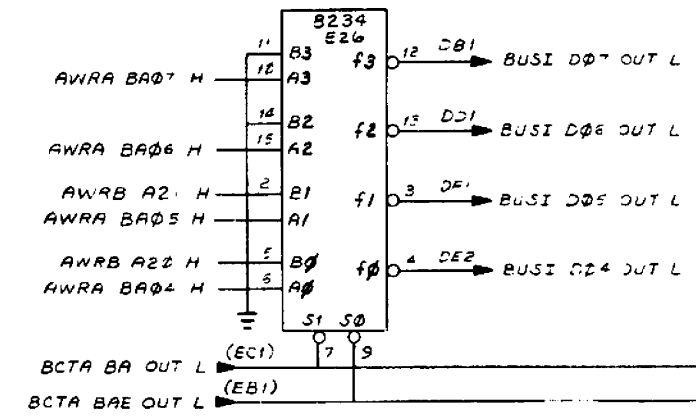 8234
E26
11 B3
AWRA BAØ7 H A3
f3 12 DB1 BUSI DØ7 OUT L
14 B2
AWRA BAØ6 H 15 A2
f2 13 DD1 BUSI DØ6 OUT L
AWRB H 2 B1
AWRA BAØ5 H A1
f1 3 BUSI DØ5 OUT L
AWRB H 5 BØ
AWRA BAØ4 H 6 AØ
fØ 4 DE2 BUSI DØ4 OUT L
S1 SØ
7 9
BCTA BA OUT L (EC1)
BCTA BAE OUT L (EB1)